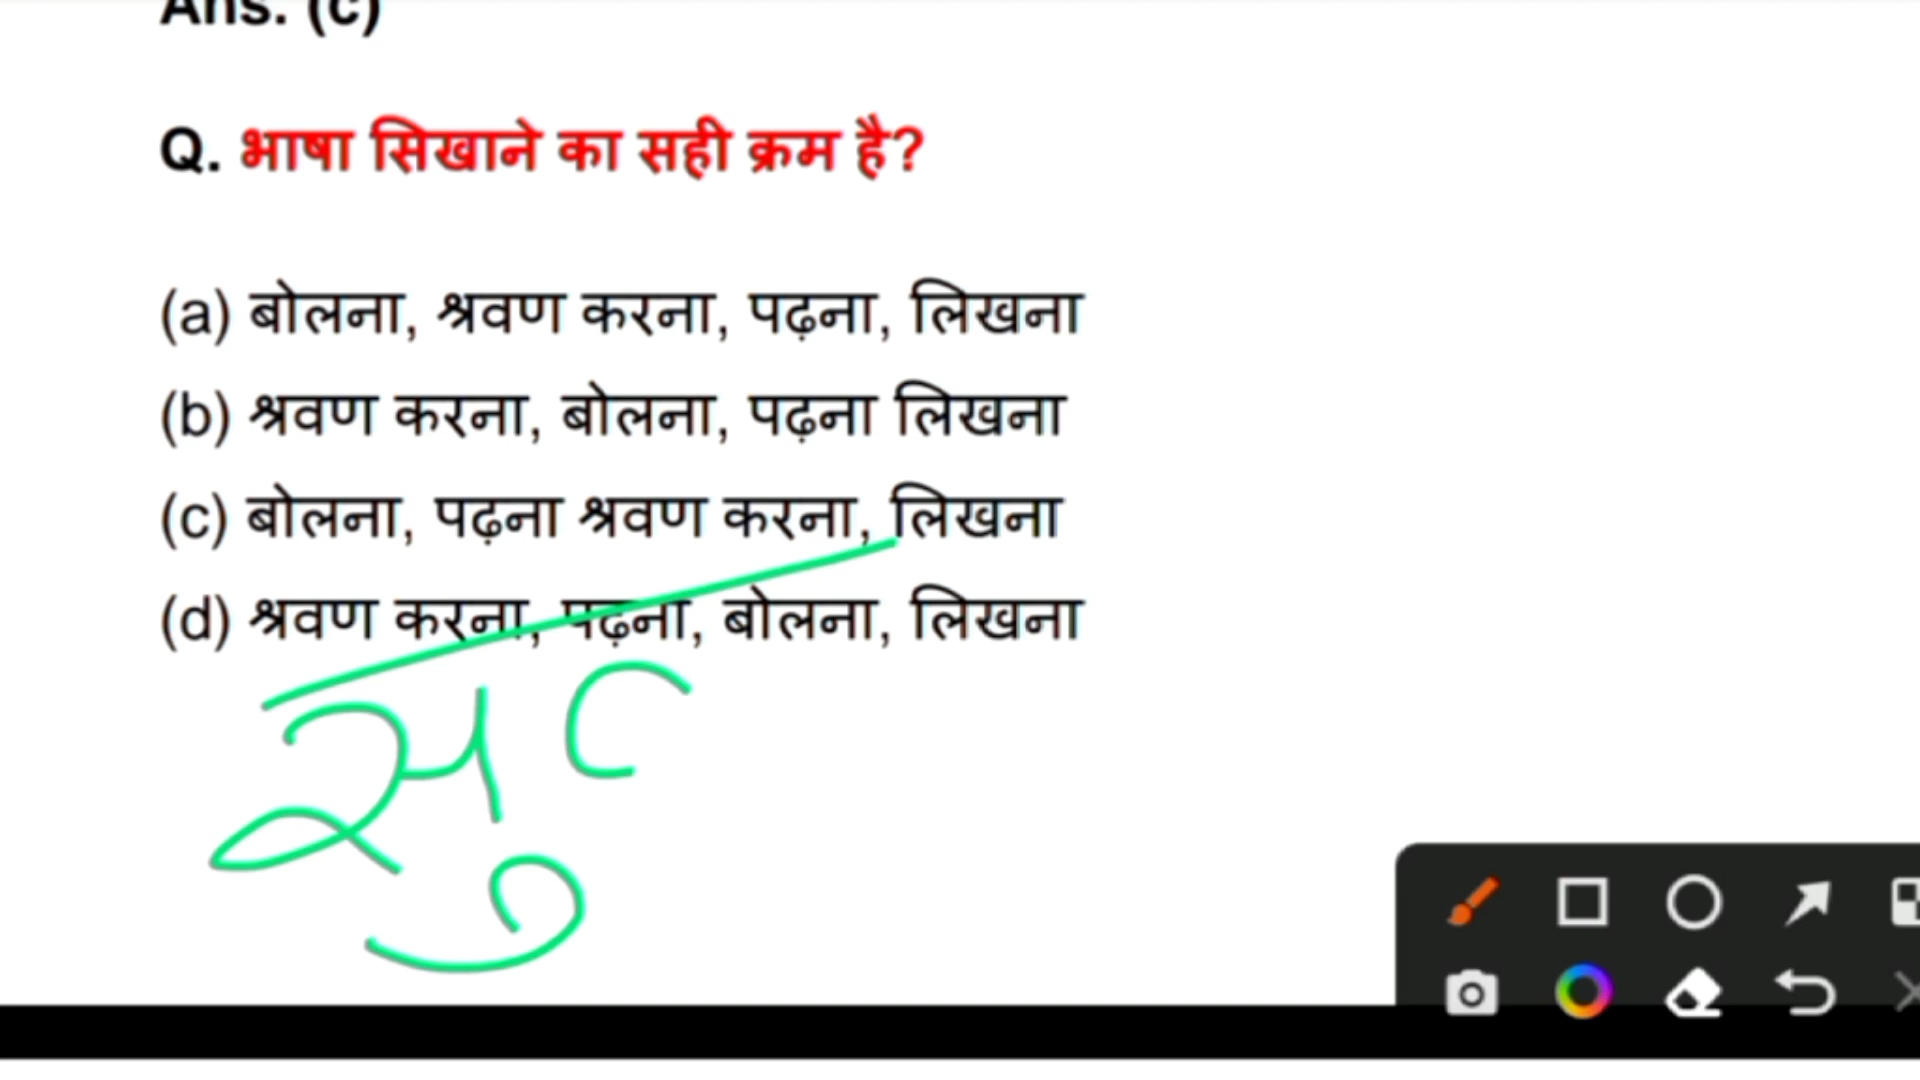 Ans. (c)
Q. भाषा सिखाने का सही क्रम है?
(a) बोलना, श्रवण करना, पढ़ना, लिखना
(b) श्रवण करना, बोलना, पढ़ना लिखना
(c) बोलना, पढ़ना श्रवण करना, लिखना
(d) श्रवण करना, पढ़ना, बोलना, लिखना